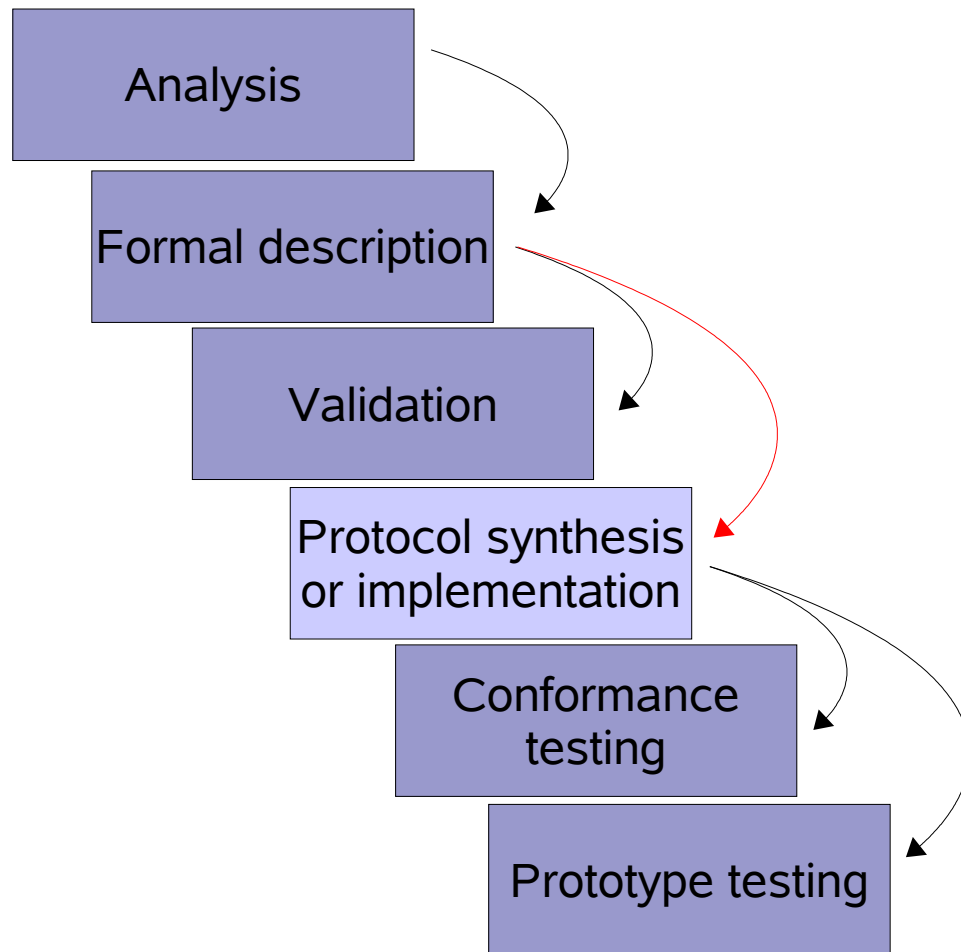 Analysis
Formal description
Validation
Protocol synthesis
or implementation
Conformance
testing
Prototype testing